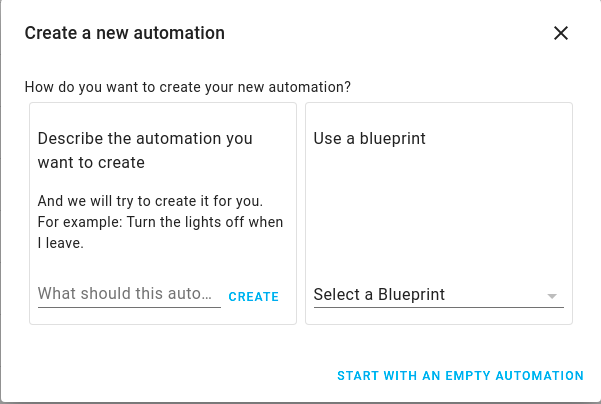 Create a new automation
How do you want to create your new automation?
Describe the automation you
want to create
And we will try to create it for you.
For example: Turn the lights off when
I leave.
What should this auto...
CREATE
Use a blueprint
Select a Blueprint
START WITH AN EMPTY AUTOMATION